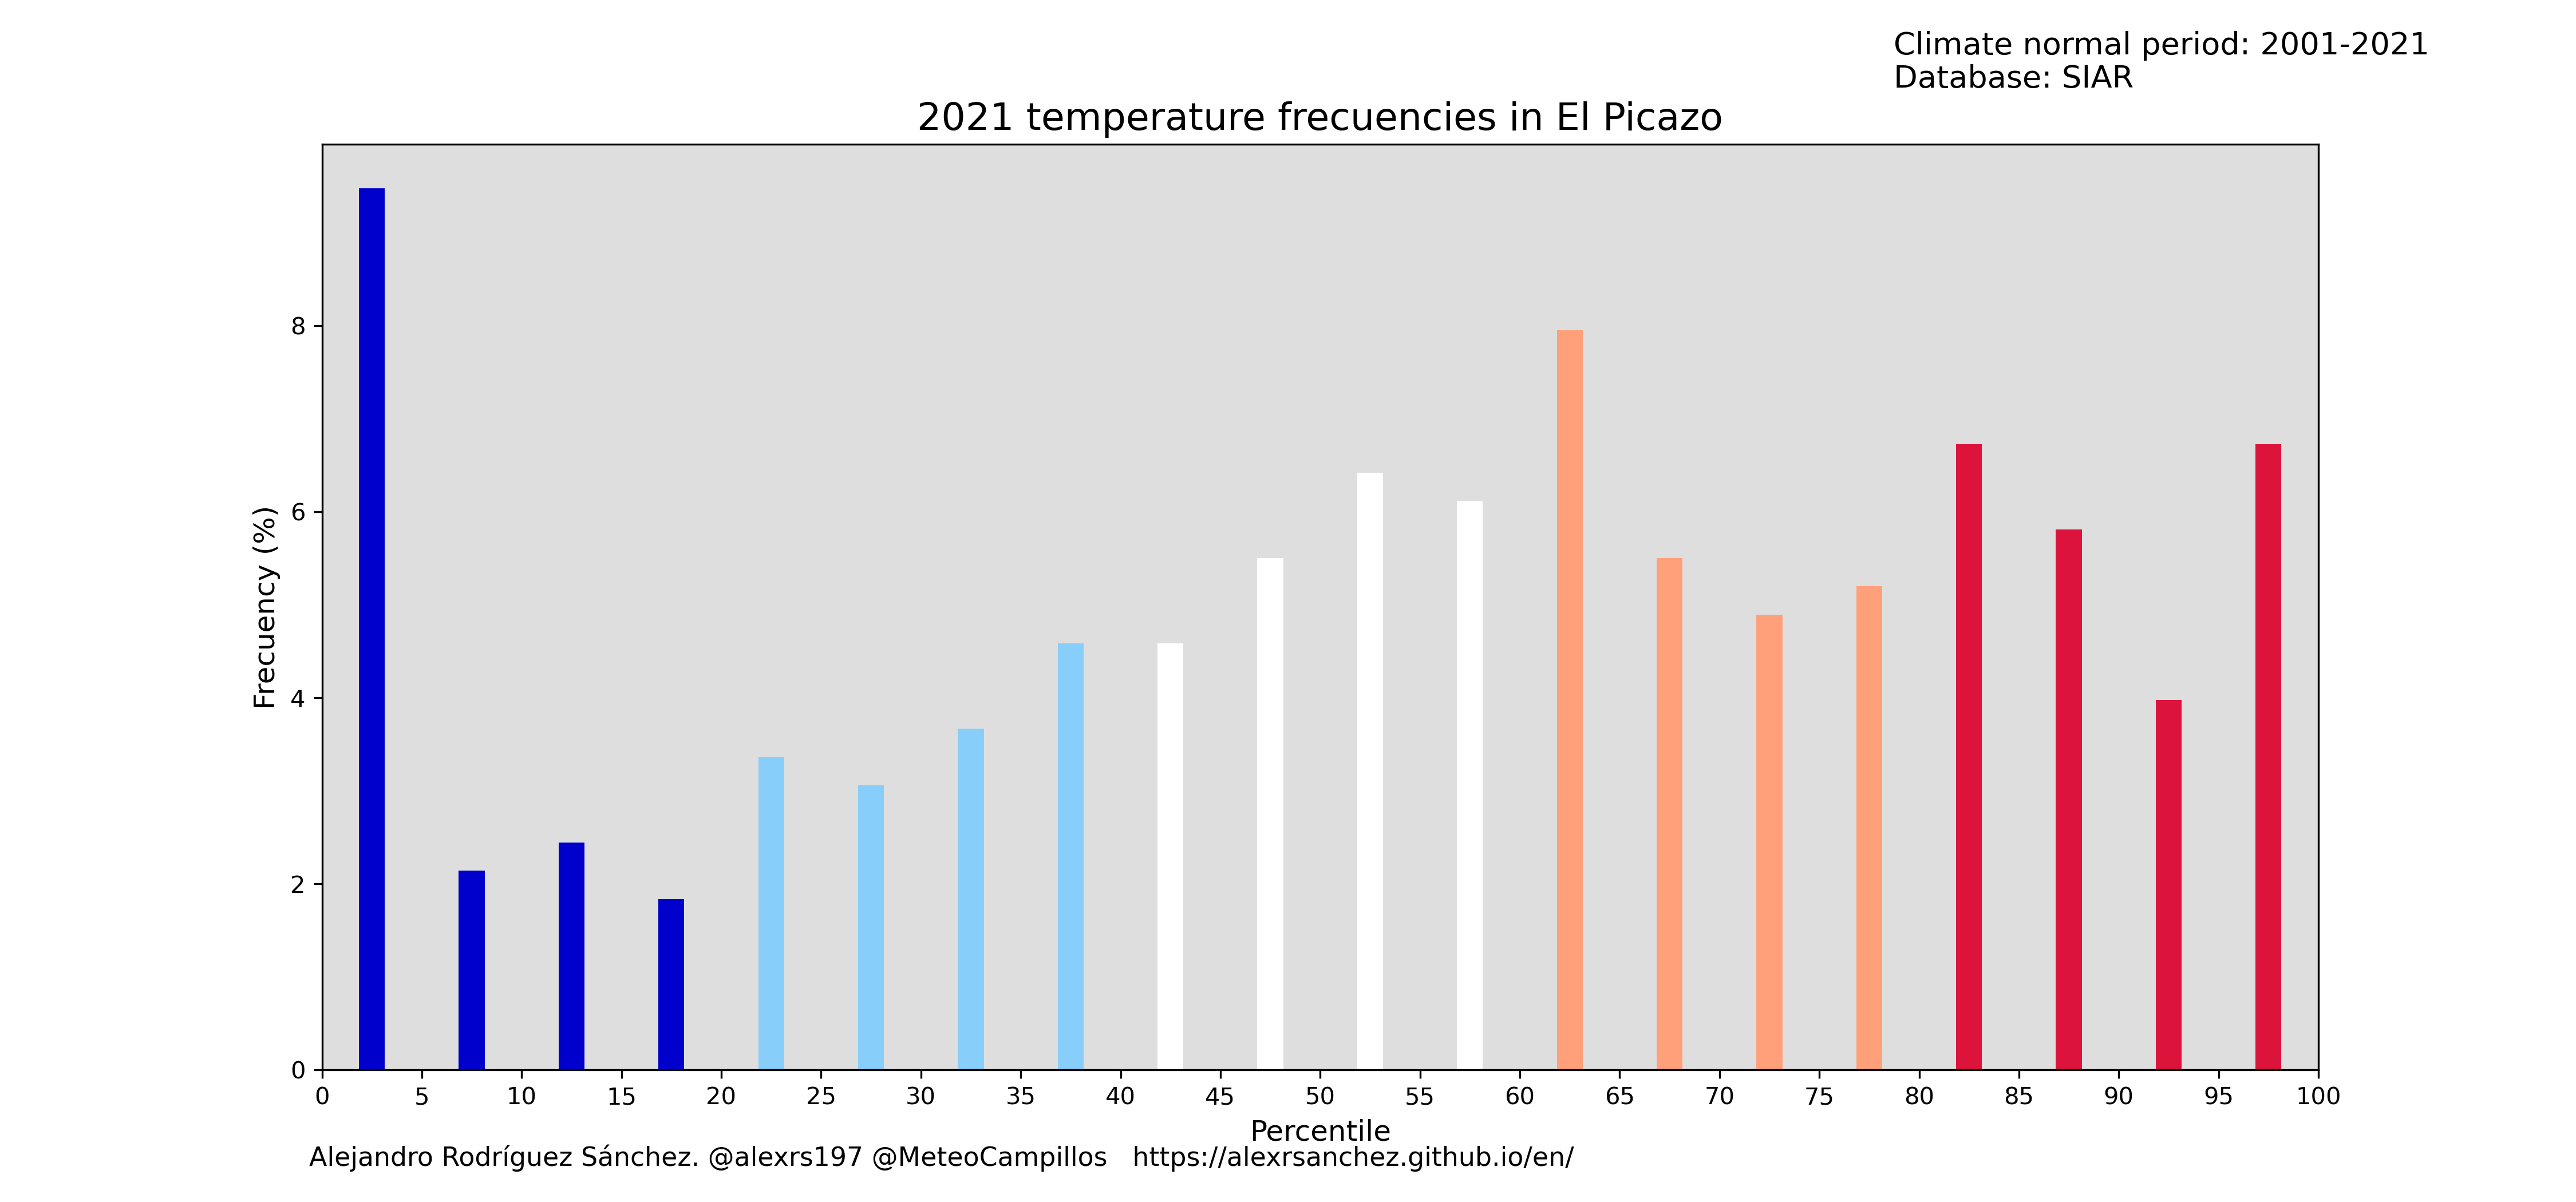 Climate normal period: 2001-2021
Database: SIAR
2021 temperature frecuencies in El Picazo
Frecuency (%)
8
6
4
2
0
0 5 10 15 20 25 30 35 40 45 50 55 60 65 70 75 80 85 90 95 100
Percentile
Alejandro Rodríguez Sánchez. @alexrs197 @MeteoCampillos https://alexrsanchez.github.io/en/